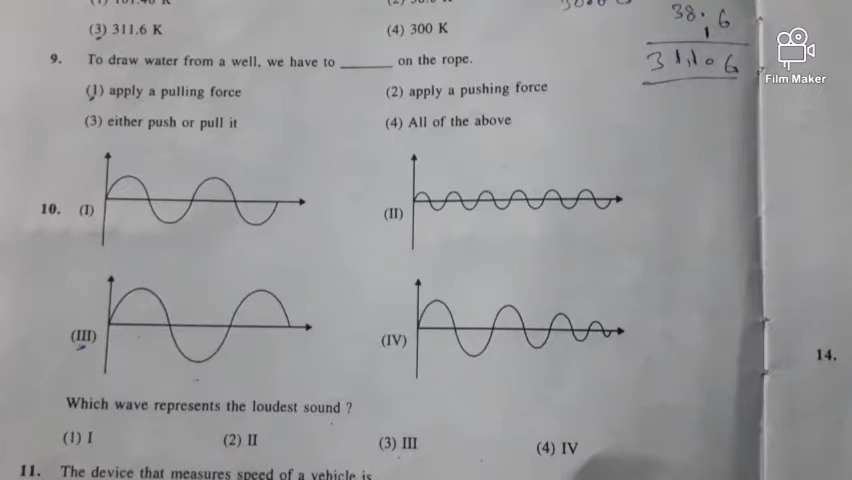 (3) 311.6 K (4) 300 K
38.6
31.06
Film Maker
9. To draw water from a well, we have to ______ on the rope.
(1) apply a pulling force (2) apply a pushing force
(3) either push or pull it (4) All of the above
10. (I) (II)
(III) (IV)
14.
Which wave represents the loudest sound ?
(1) I (2) II (3) III (4) IV
11. The device that measures speed of a vehicle is